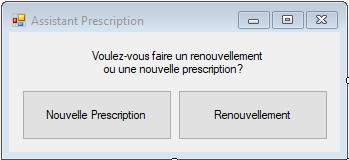 Assistant Prescription
Voulez-vous faire un renouvellement
ou une nouvelle prescription?
Nouvelle Prescription
Renouvellement